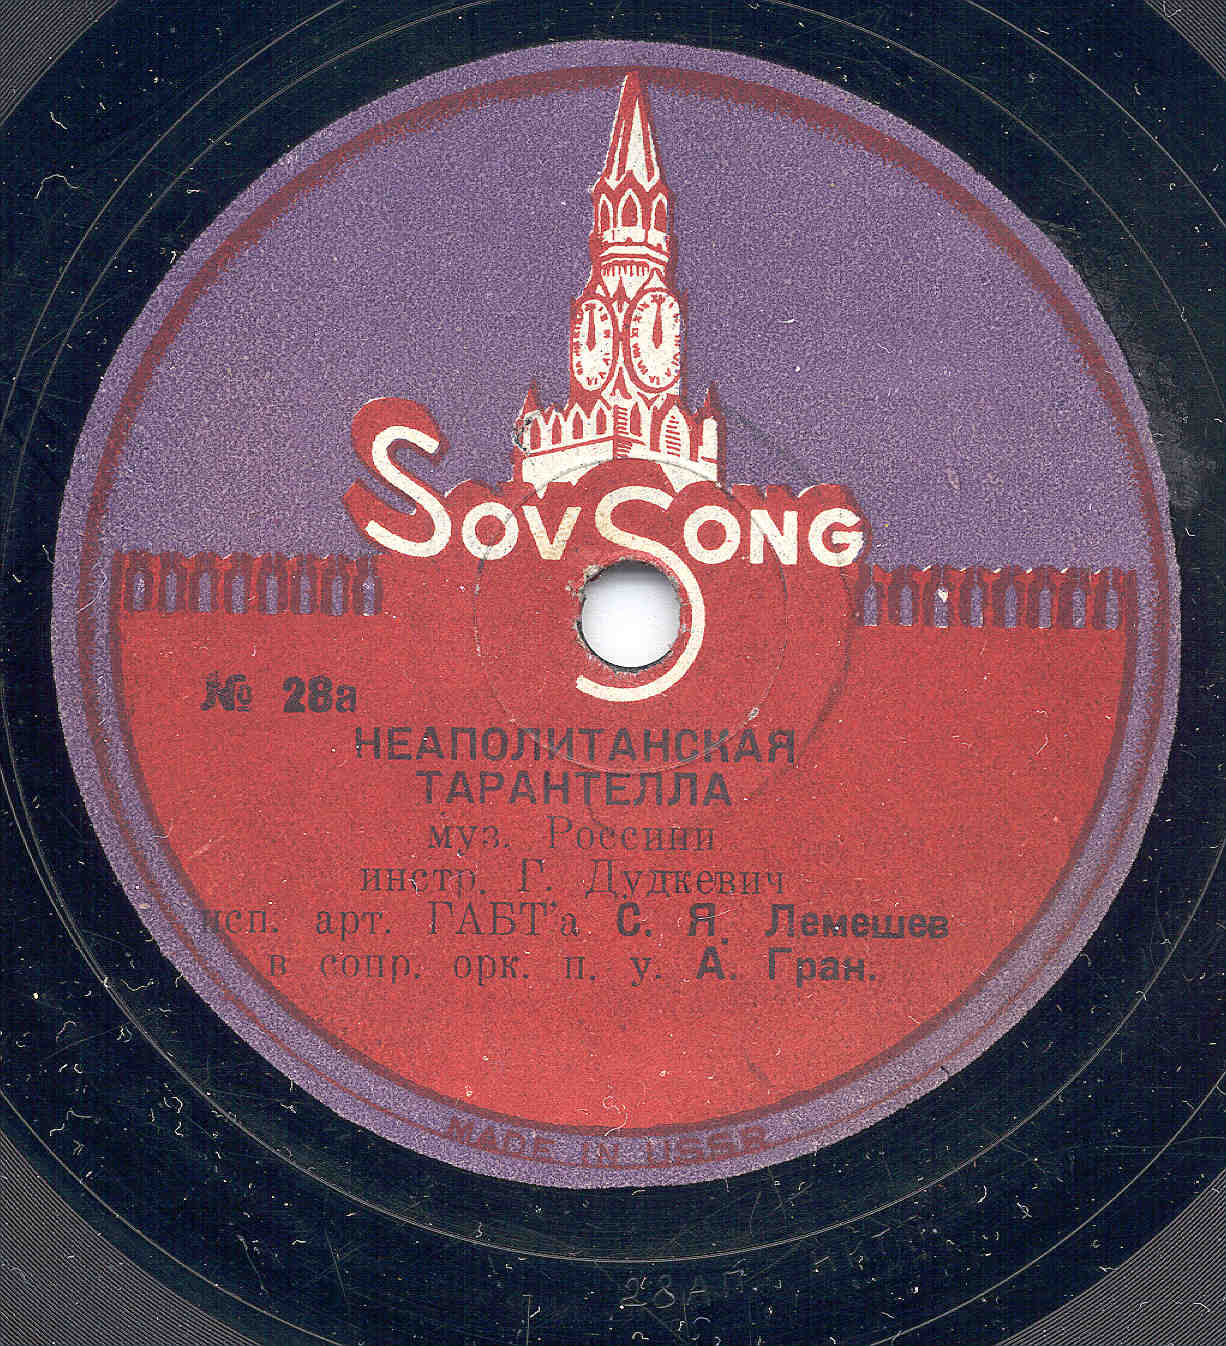 SovSong
№ 28а
НЕАПОЛИТАНСКАЯ
ТАРАНТЕЛЛА
муз. Россини
инстр. Г. Дудкевич
исп. арт. ГАБТ'а С. Я. Лемешев
в сопр. орк. п. у. А. Гран.
MADE IN USSR